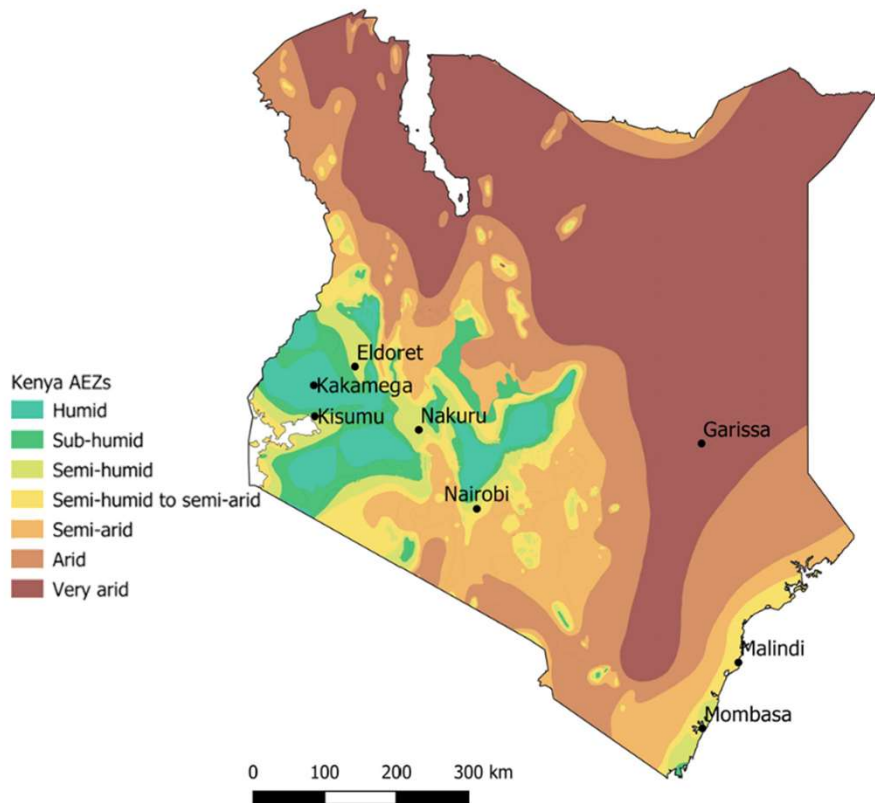 Eldoret
Kenya AEZs
Kakamega
Humid
Kisumu
Nakuru
Sub-humid
Garissa
Semi-humid
Semi-humid to semi-arid
Nairobi
Semi-arid
Arid
Very arid
Malindi
Mombasa
0 100 200 300 km